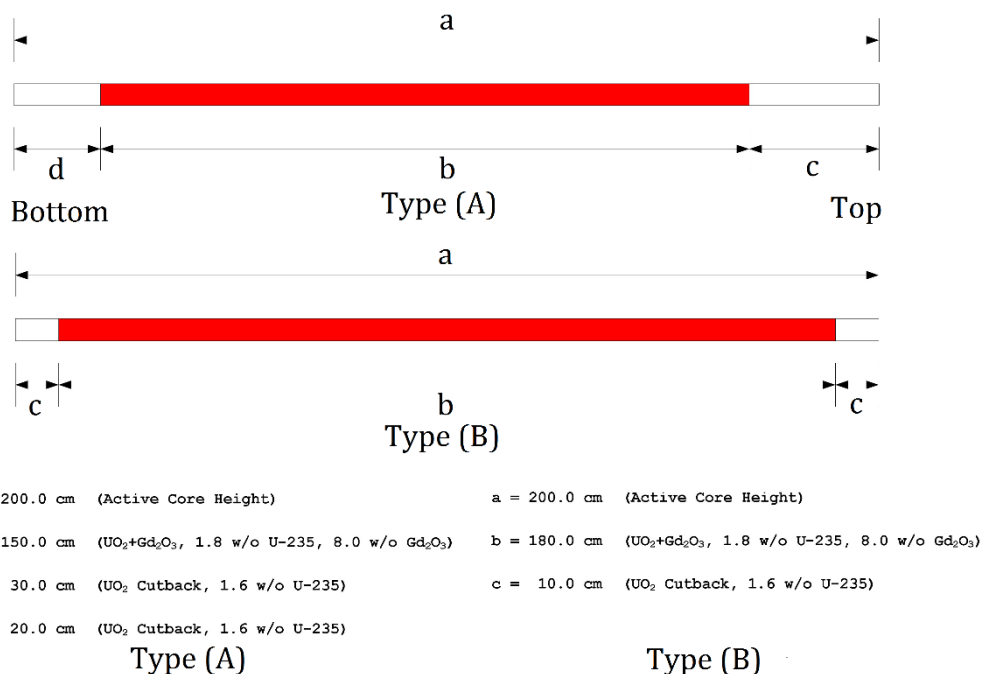 a
d b c
Bottom Type (A) Top
a
c b c
Type (B)
200.0 cm (Active Core Height) a = 200.0 cm (Active Core Height)
150.0 cm (UO₂+Gd₂O₃, 1.8 w/o U-235, 8.0 w/o Gd₂O₃) b = 180.0 cm (UO₂+Gd₂O₃, 1.8 w/o U-235, 8.0 w/o Gd₂O₃)
30.0 cm (UO₂ Cutback, 1.6 w/o U-235) c = 10.0 cm (UO₂ Cutback, 1.6 w/o U-235)
20.0 cm (UO₂ Cutback, 1.6 w/o U-235)
Type (A) Type (B)